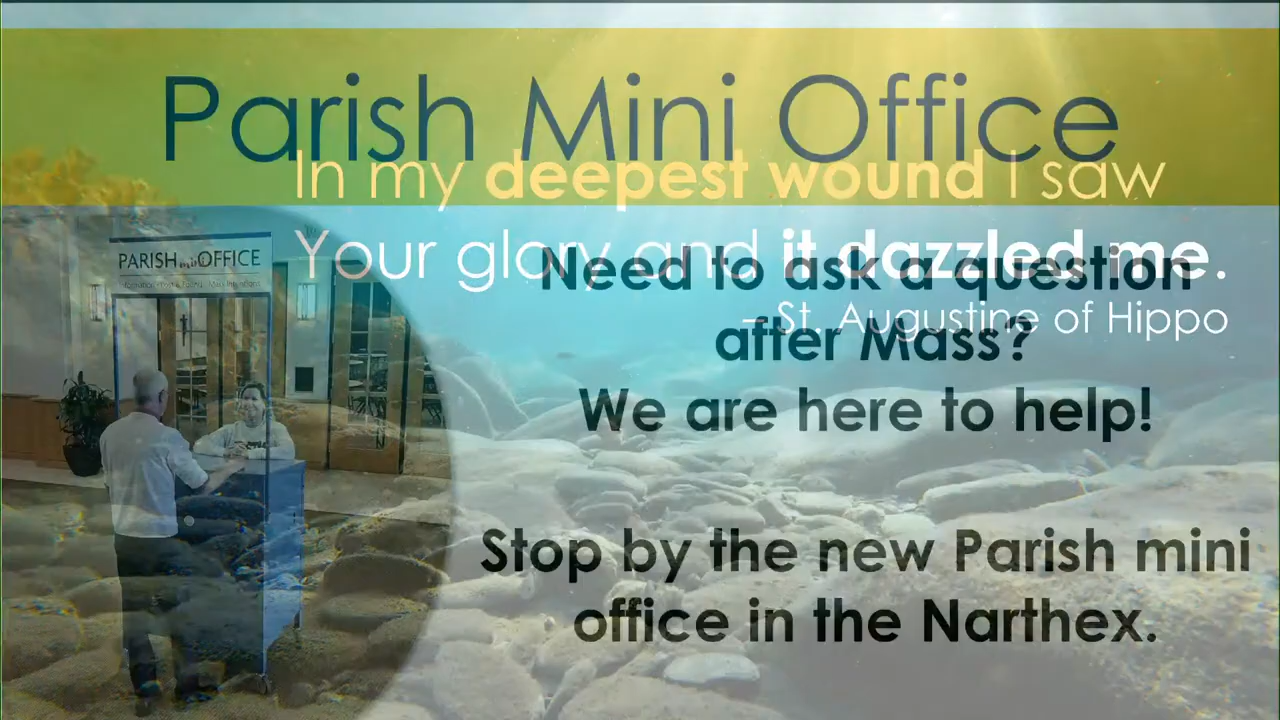 Parish Mini Office
In my deepest wound I saw
Your glory and it dazzled me.
– St. Augustine of Hippo
PARISH mini OFFICE
Need to ask a question
after Mass?
We are here to help!
Stop by the new Parish mini
office in the Narthex.